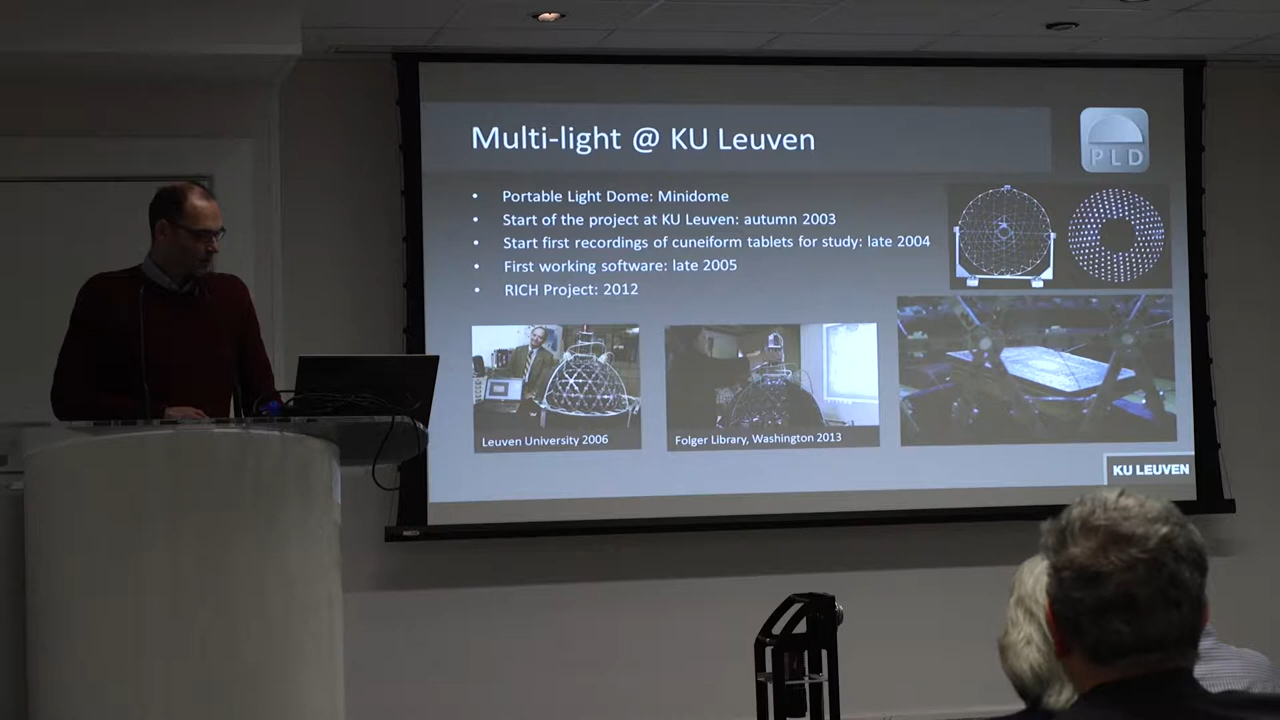 Multi-light @ KU Leuven
PLD
• Portable Light Dome: Minidome
• Start of the project at KU Leuven: autumn 2003
• Start first recordings of cuneiform tablets for study: late 2004
• First working software: late 2005
• RICH Project: 2012
Leuven University 2006
Folger Library, Washington 2013
KU LEUVEN